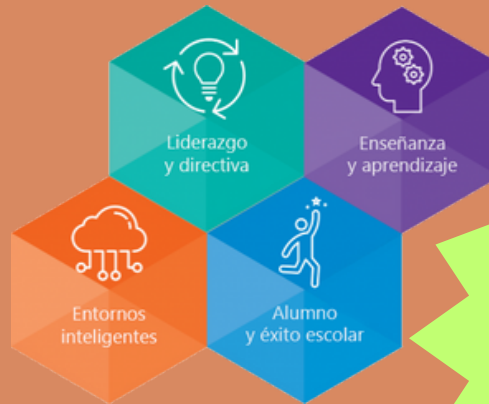 Liderazgo
y directiva
Enseñanza
y aprendizaje
Entornos
inteligentes
Alumno
y éxito escolar